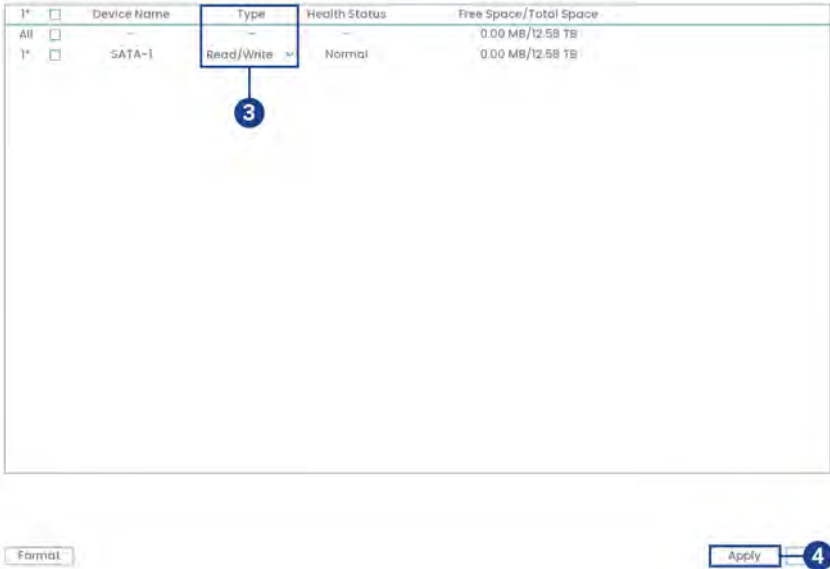 1* Device Name Type Health Status Free Space/Total Space
All - - - 0.00 MB/12.58 TB
1* SATA-1 Read/Write Normal 0.00 MB/12.58 TB
3
Format Apply 4